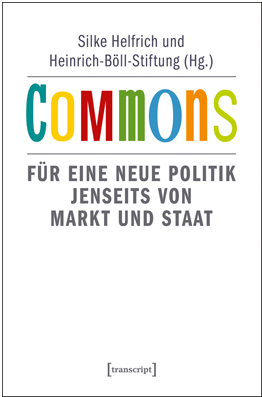 Silke Helfrich und
Heinrich-Böll-Stiftung (Hg.)
Commons
FÜR EINE NEUE POLITIK
JENSEITS VON
MARKT UND STAAT
[transcript]